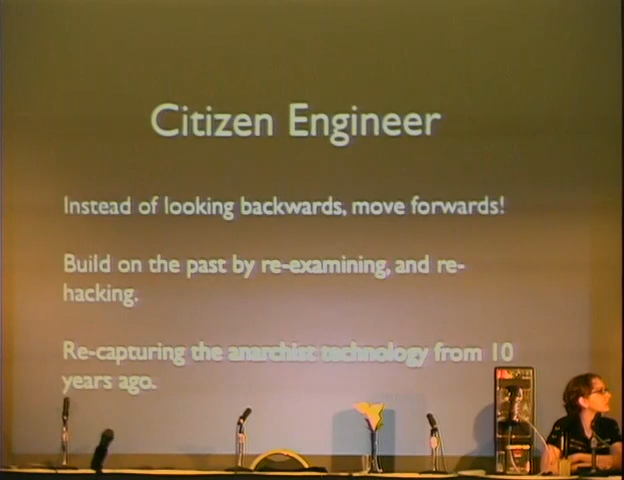 Citizen Engineer
Instead of looking backwards, move forwards!
Build on the past by re-examining, and re-
hacking.
Re-capturing the anarchist technology from 10
years ago.